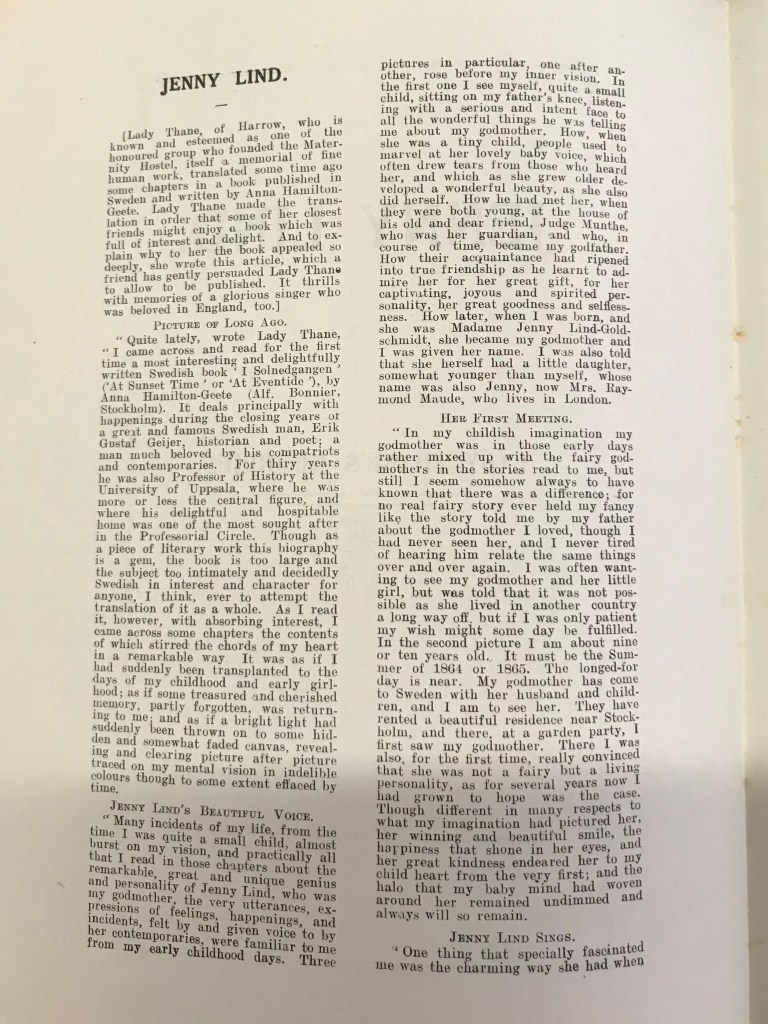 JENNY LIND.
[Lady Thane, of Harrow, who is
known and esteemed as one of the
honoured group who founded the Mater-
nity Hostel, itself a memorial of fine
human work, translated some time ago
some chapters in a book published in
Sweden and written by Anna Hamilton-
Geete. Lady Thane made the trans-
lation in order that some of her closest
friends might enjoy a book which was
full of interest and delight. And to ex-
plain why to her the book appealed so
deeply, she wrote this article, which a
friend has gently persuaded Lady Thane
to allow to be published. It thrills
with memories of a glorious singer who
was beloved in England, too.]
PICTURE OF LONG AGO.
"Quite lately, wrote Lady Thane,
"I came across and read for the first
time a most interesting and delightfully
written Swedish book 'I Solnedgangen'
('At Sunset Time' or 'At Eventide'), by
Anna Hamilton-Geete (Alf. Bonnier,
Stockholm). It deals principally with
happenings during the closing years of
a great and famous Swedish man, Erik
Gustaf Geijer, historian and poet; a
man much beloved by his compatriots
and contemporaries. For thiry years
he was also Professor of History at the
University of Uppsala, where he was
more or less the central figure, and
where his delightful and hospitable
home was one of the most sought after
in the Professorial Circle. Though as
a piece of literary work this biography
is a gem, the book is too large and
the subject too intimately and decidedly
Swedish in interest and character for
anyone, I think, ever to attempt the
translation of it as a whole. As I read
it, however, with absorbing interest, I
came across some chapters the contents
of which stirred the chords of my heart
in a remarkable way. It was as if I
had suddenly been transplanted to the
days of my childhood and early girl-
hood; as if some treasured and cherished
memory, partly forgotten, was return-
ing to me; and as if a bright light had
suddenly been thrown on to some hid-
den and somewhat faded canvas, reveal-
ing and clearing picture after picture
traced on my mental vision in indelible
colours though to some extent effaced by
time.
JENNY LIND'S BEAUTIFUL VOICE.
"Many incidents of my life, from the
time I was quite a small child, almost
burst on my vision, and practically all
that I read in those chapters about the
remarkable, great and unique genius
and personality of Jenny Lind, who was
my godmother, the very utterances, ex-
pressions of feelings, happenings, and
incidents, felt by and given voice to by
her contemporaries, were familiar to me
from my early childhood days. Three
pictures in particular, one after an-
other, rose before my inner vision. In
the first one I see myself, quite a small
child, sitting on my father's knee, listen-
ing with a serious and intent face to
all the wonderful things he was telling
me about my godmother. How, when
she was a tiny child, people used to
marvel at her lovely baby voice, which
often drew tears from those who heard
her, and which as she grew older de-
veloped a wonderful beauty, as she also
did herself. How he had met her, when
they were both young, at the house of
his old and dear friend, Judge Munthe,
who was her guardian, and who, in
course of time, became my godfather.
How their acquaintance had ripened
into true friendship as he learnt to ad-
mire her for her great gift, for her
captivating, joyous and spirited per-
sonality, her great goodness and selfless-
ness. How later, when I was born, and
she was Madame Jenny Lind-Gold-
schmidt, she became my godmother and
I was given her name. I was also told
that she herself had a little daughter,
somewhat younger than myself, whose
name was also Jenny, now Mrs. Ray-
mond Maude, who lives in London.
HER FIRST MEETING.
"In my childish imagination my
godmother was in those early days
rather mixed up with the fairy god-
mothers in the stories read to me, but
still I seem somehow always to have
known that there was a difference; for
no real fairy story ever held my fancy
like the story told me by my father
about the godmother I loved, though I
had never seen her, and I never tired
of hearing him relate the same things
over and over again. I was often want-
ing to see my godmother and her little
girl, but was told that it was not pos-
sible as she lived in another country
a long way off, but if I was only patient
my wish might some day be fulfilled.
In the second picture I am about nine
or ten years old. It must be the Sum-
mer of 1864 or 1865. The longed-for
day is near. My godmother has come
to Sweden with her husband and child-
ren, and I am to see her. They have
rented a beautiful residence near Stock-
holm, and there, at a garden party, I
first saw my godmother. There I was
also, for the first time, really convinced
that she was not a fairy but a living
personality, as for several years now I
had grown to hope was the case.
Though different in many respects to
what my imagination had pictured her,
her winning and beautiful smile, the
happiness that shone in her eyes, and
her great kindness endeared her to my
child heart from the very first; and the
halo that my baby mind had woven
around her remained undimmed and
always will so remain.
JENNY LIND SINGS.
"One thing that specially fascinated
me was the charming way she had when